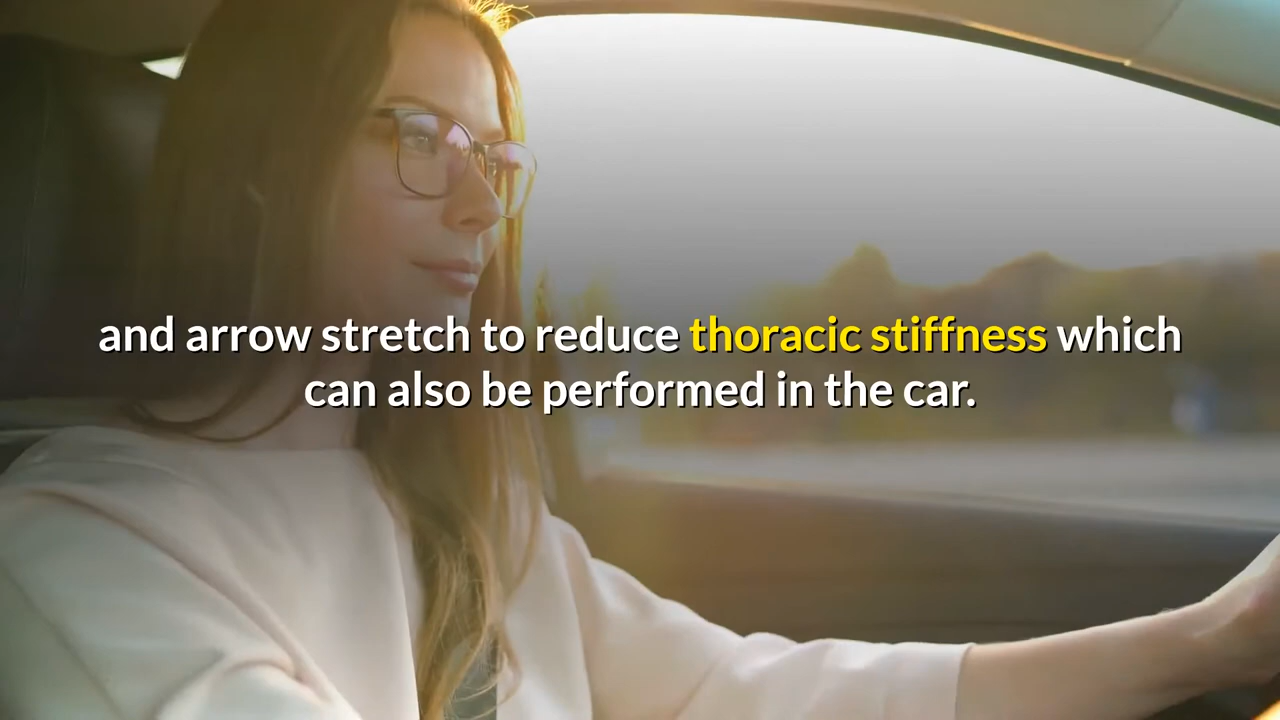 and arrow stretch to reduce thoracic stiffness which
can also be performed in the car.